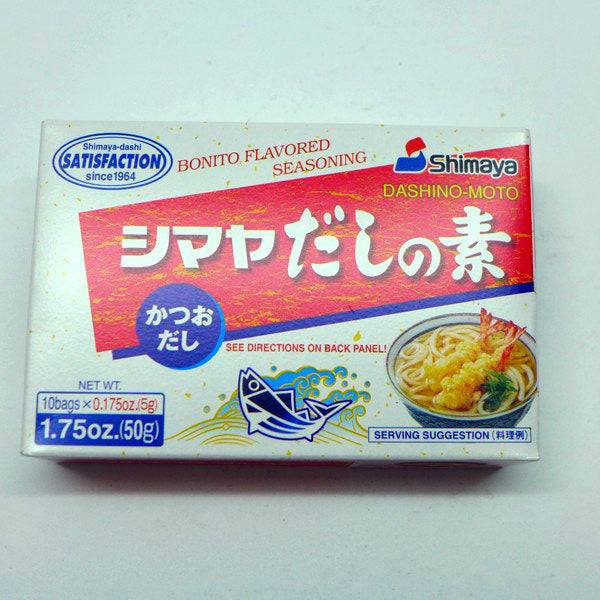 Shimaya-dashi
SATISFACTION
since1964
BONITO FLAVORED
SEASONING
Shimaya
DASHINO-MOTO
シマヤだしの素
かつお
だし
SEE DIRECTIONS ON BACK PANEL!
NET WT.
10bags×0.175oz.(5g)
1.75oz.(50g)
SERVING SUGGESTION (料理例)